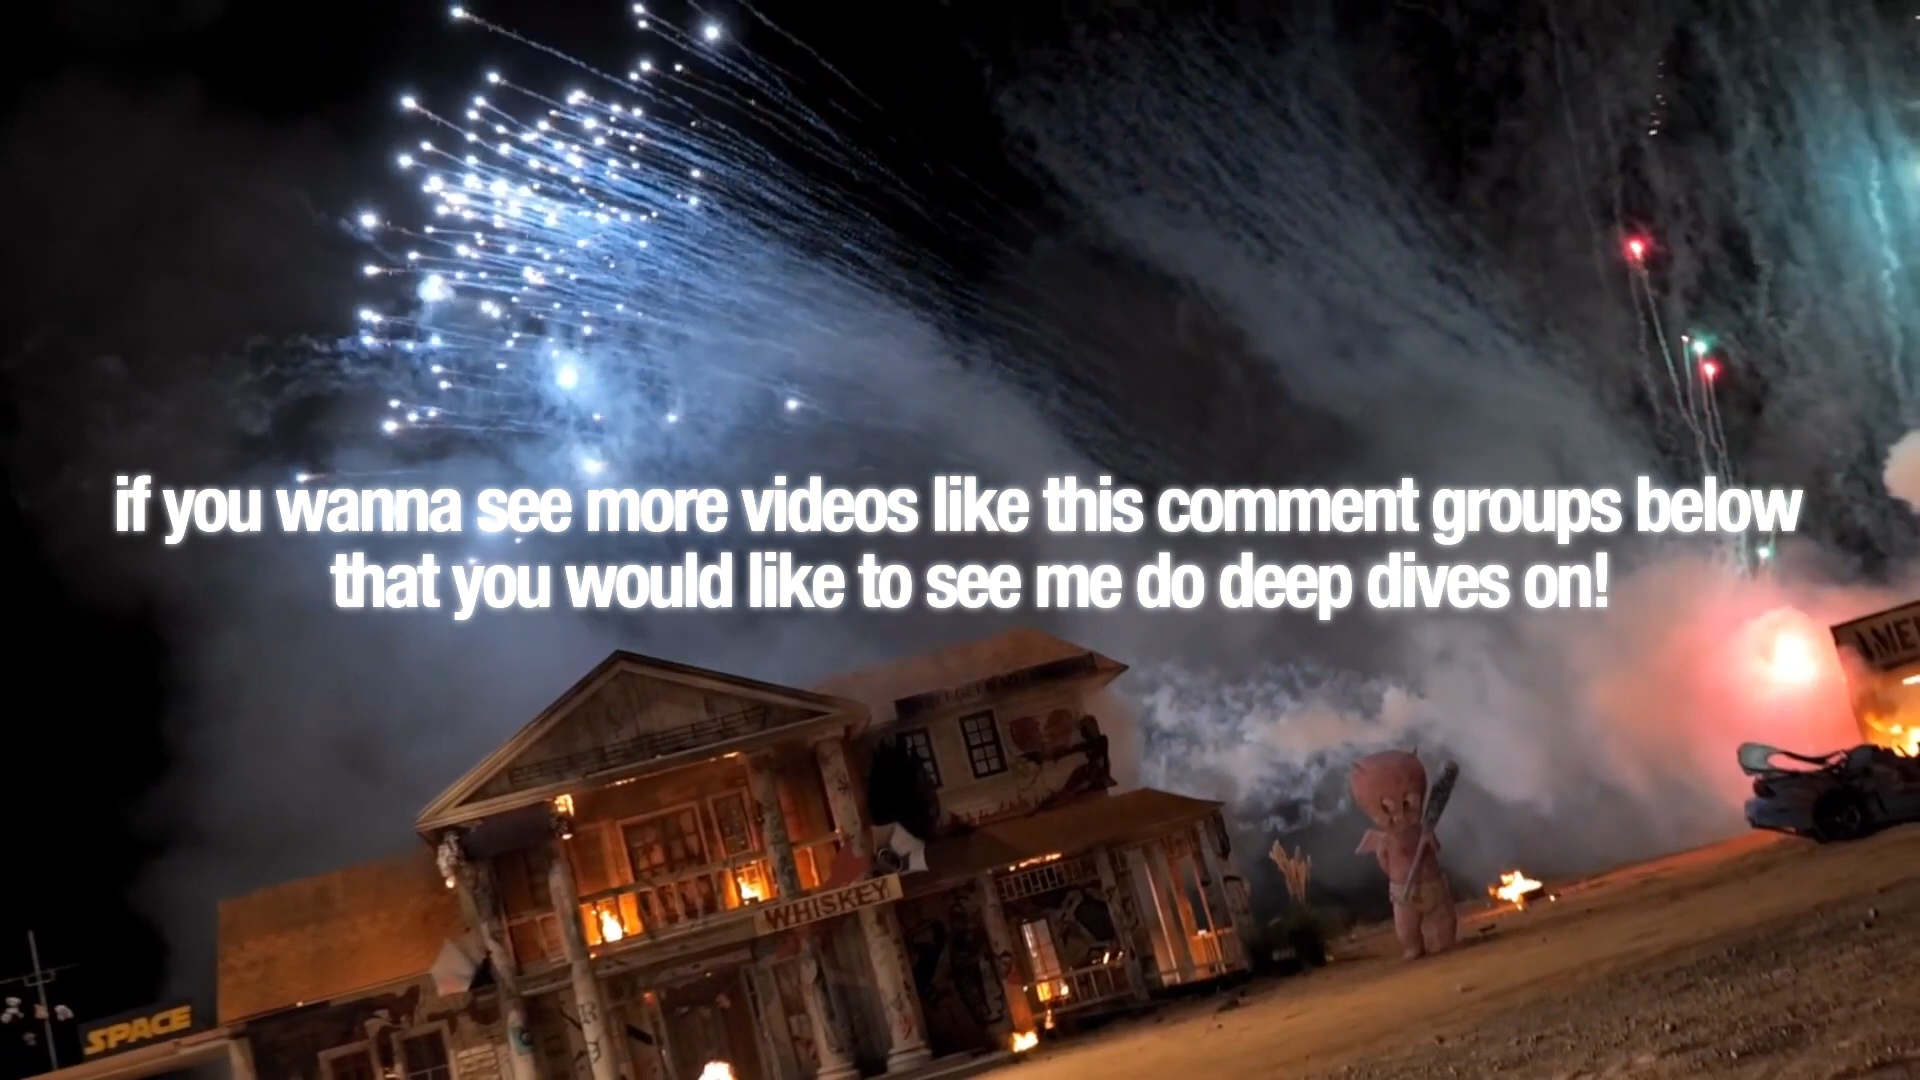 if you wanna see more videos like this comment groups below
that you would like to see me do deep dives on!
WHISKEY
SPACE